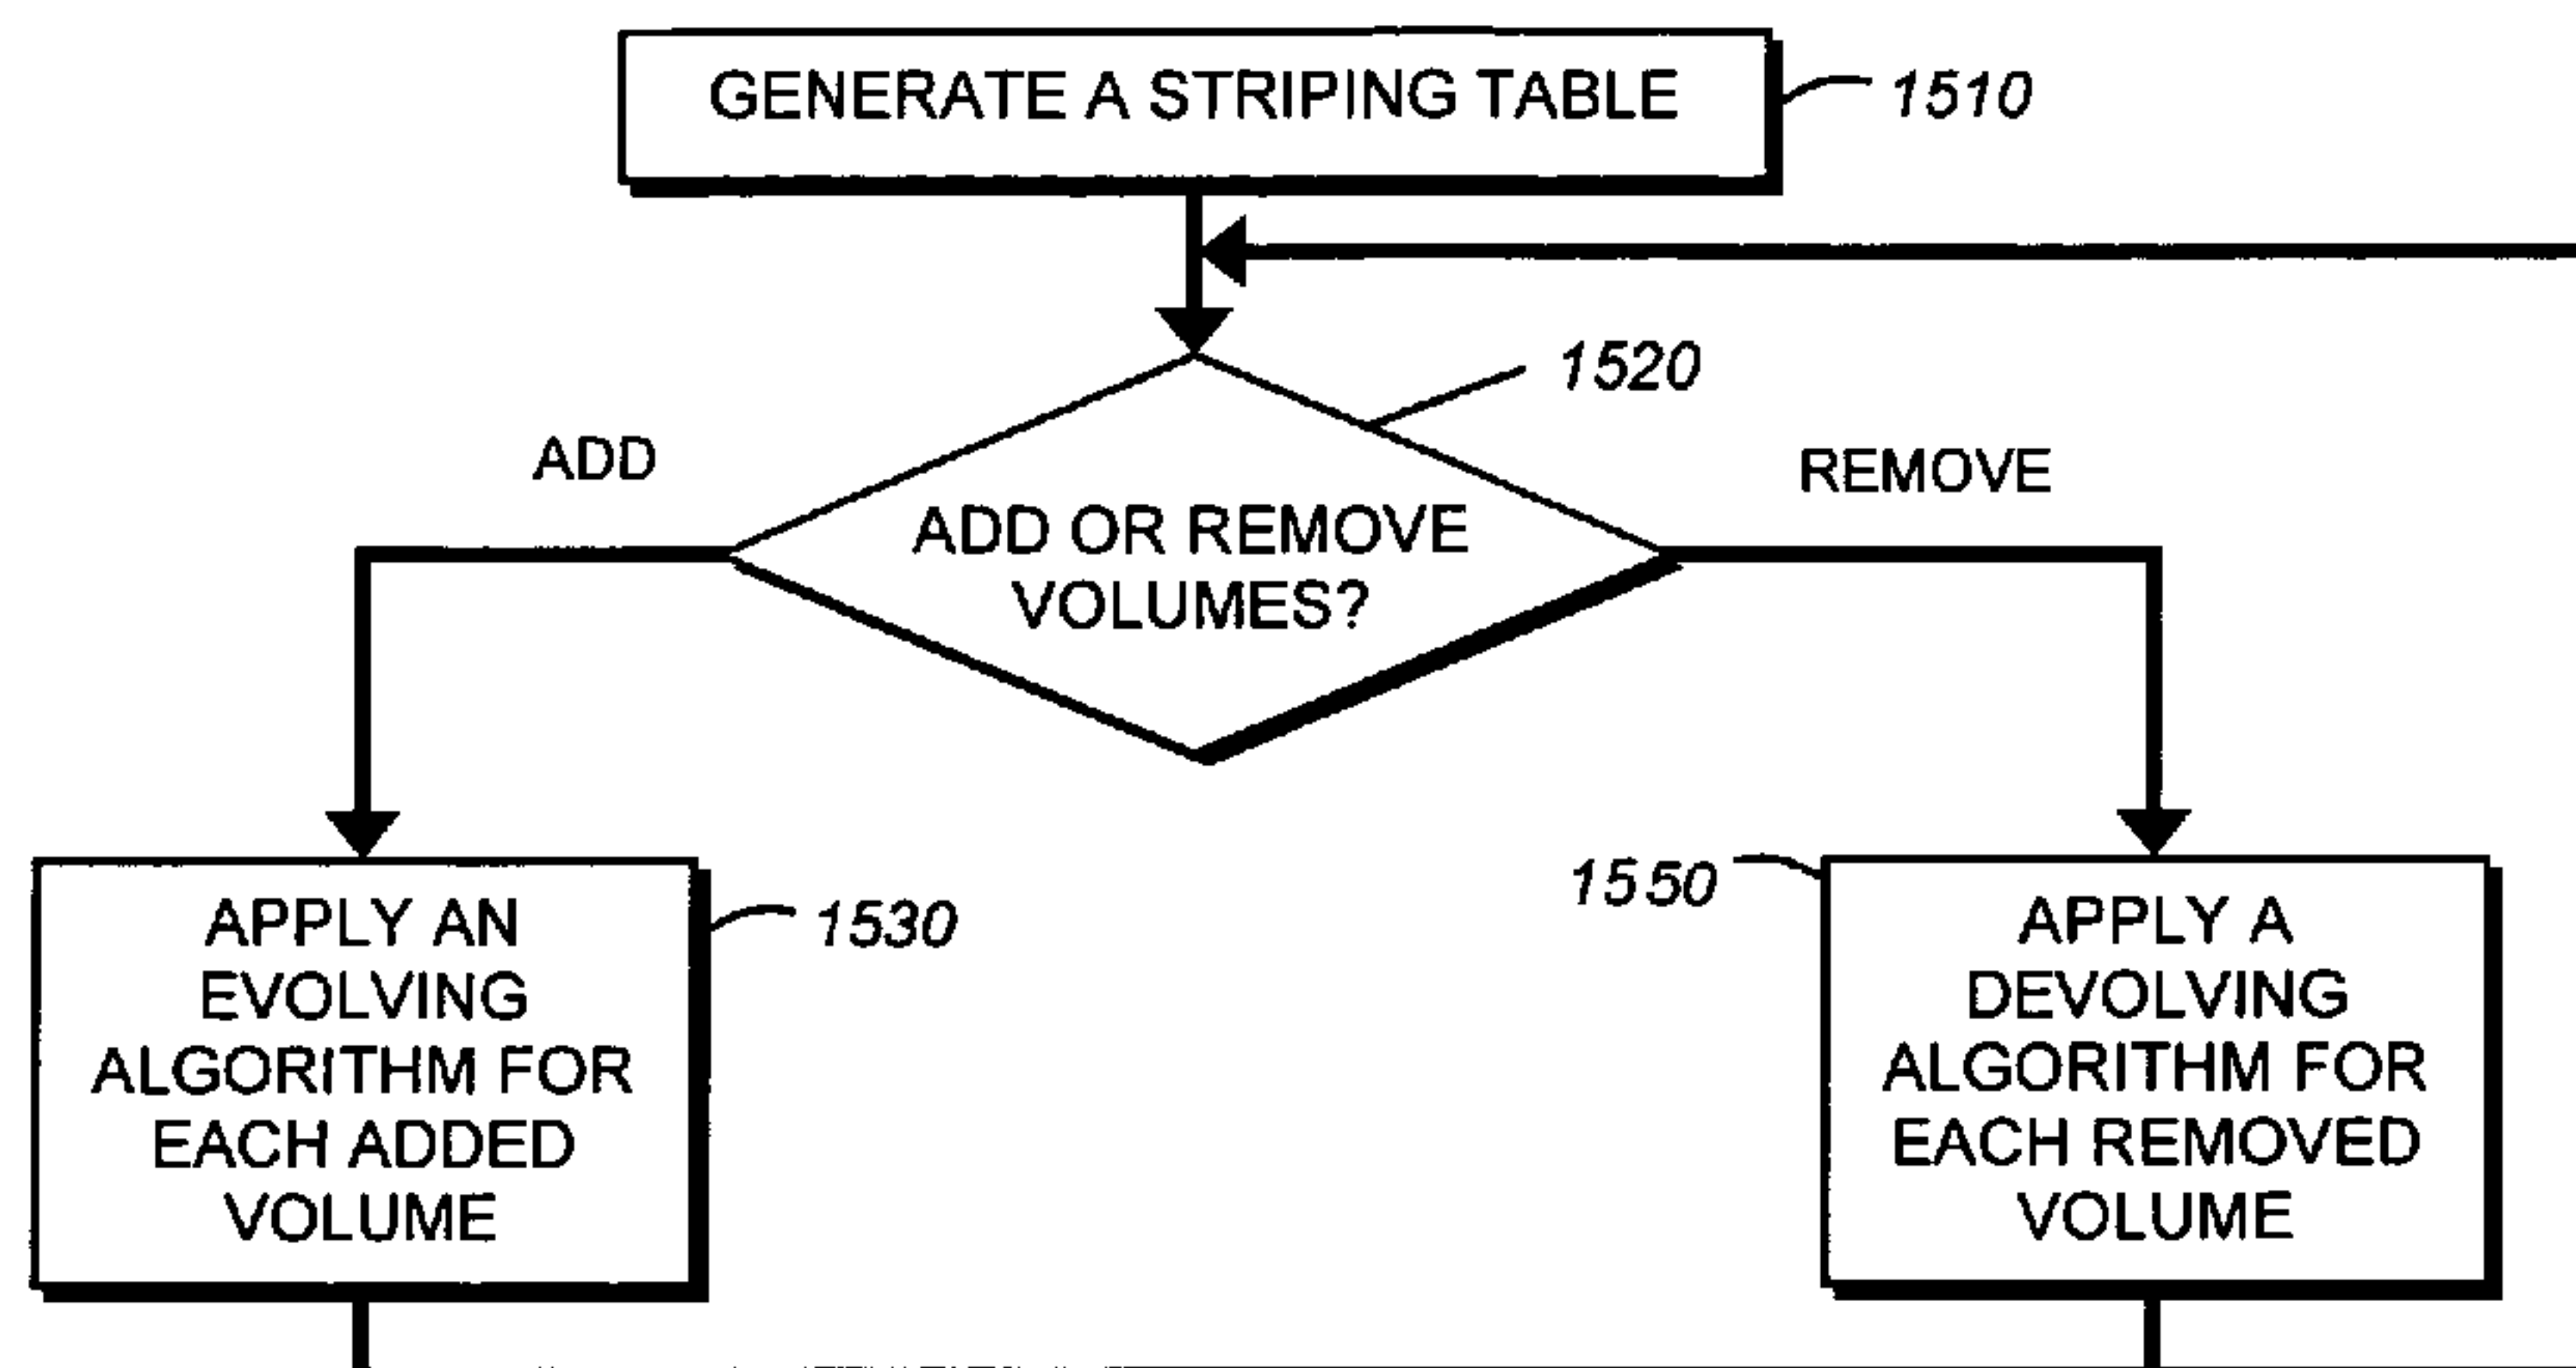 GENERATE A STRIPING TABLE
1510
1520
ADD
REMOVE
ADD OR REMOVE
VOLUMES?
APPLY AN
EVOLVING
ALGORITHM FOR
EACH ADDED
VOLUME
1530
1550
APPLY A
DEVOLVING
ALGORITHM FOR
EACH REMOVED
VOLUME